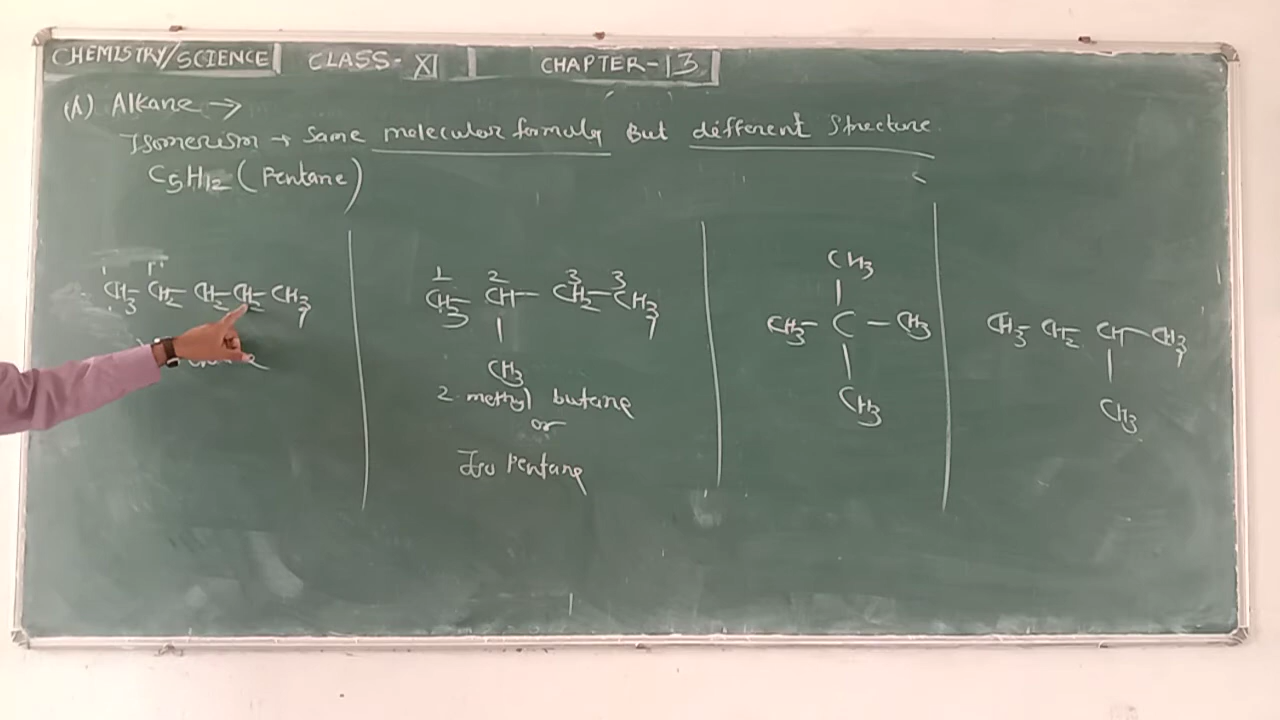 CHEMISTRY/SCIENCE| CLASS- XI | CHAPTER-13
(A) Alkane →
Isomerism → Same molecular formula But different Structure.
C5H12 (Pentane)
CH3- CH2- CH2- CH2- CH3
1 2 3 3
CH3- CH- CH2- CH3
CH3
2-methyl butane
or
Iso Pentane
CH3
CH3- C - CH3
CH3
CH3- CH2- CH- CH3
CH3